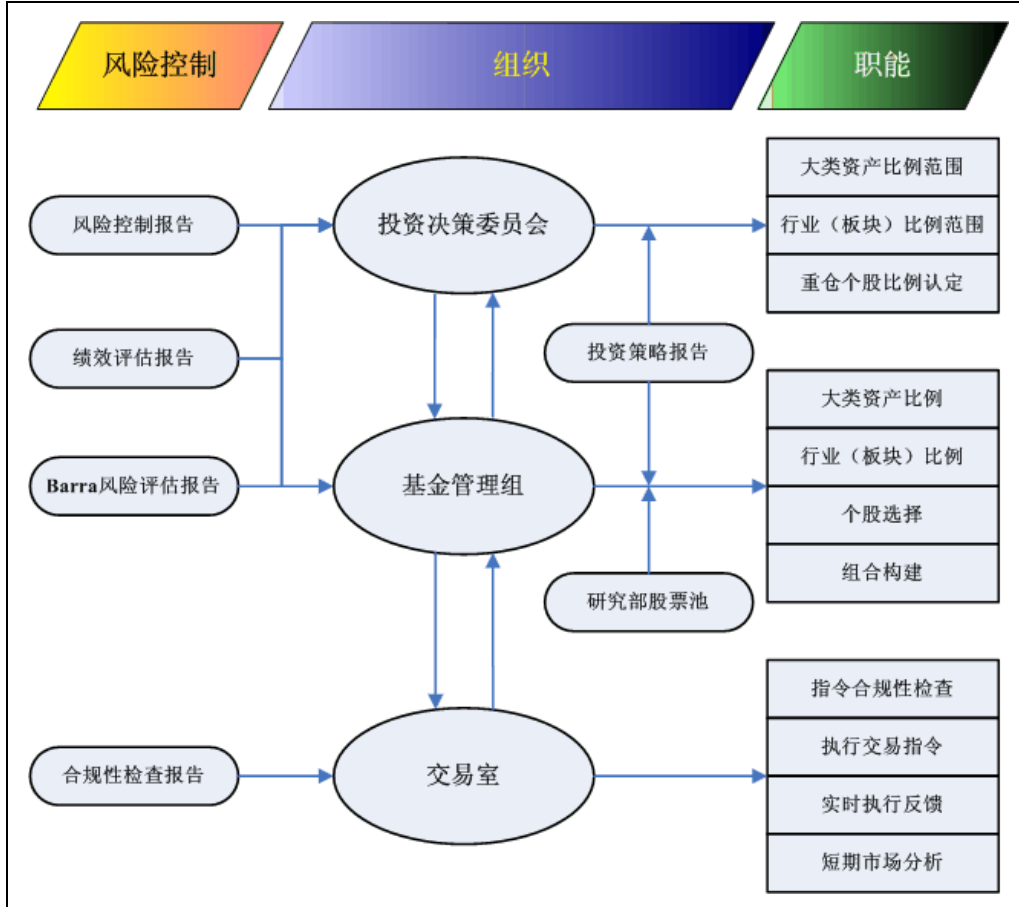 风险控制
组织
职能
大类资产比例范围
风险控制报告
投资决策委员会
行业（板块）比例范围
重仓个股比例认定
绩效评估报告
投资策略报告
大类资产比例
行业（板块）比例
Barra风险评估报告
基金管理组
个股选择
组合构建
研究部股票池
指令合规性检查
执行交易指令
合规性检查报告
交易室
实时执行反馈
短期市场分析